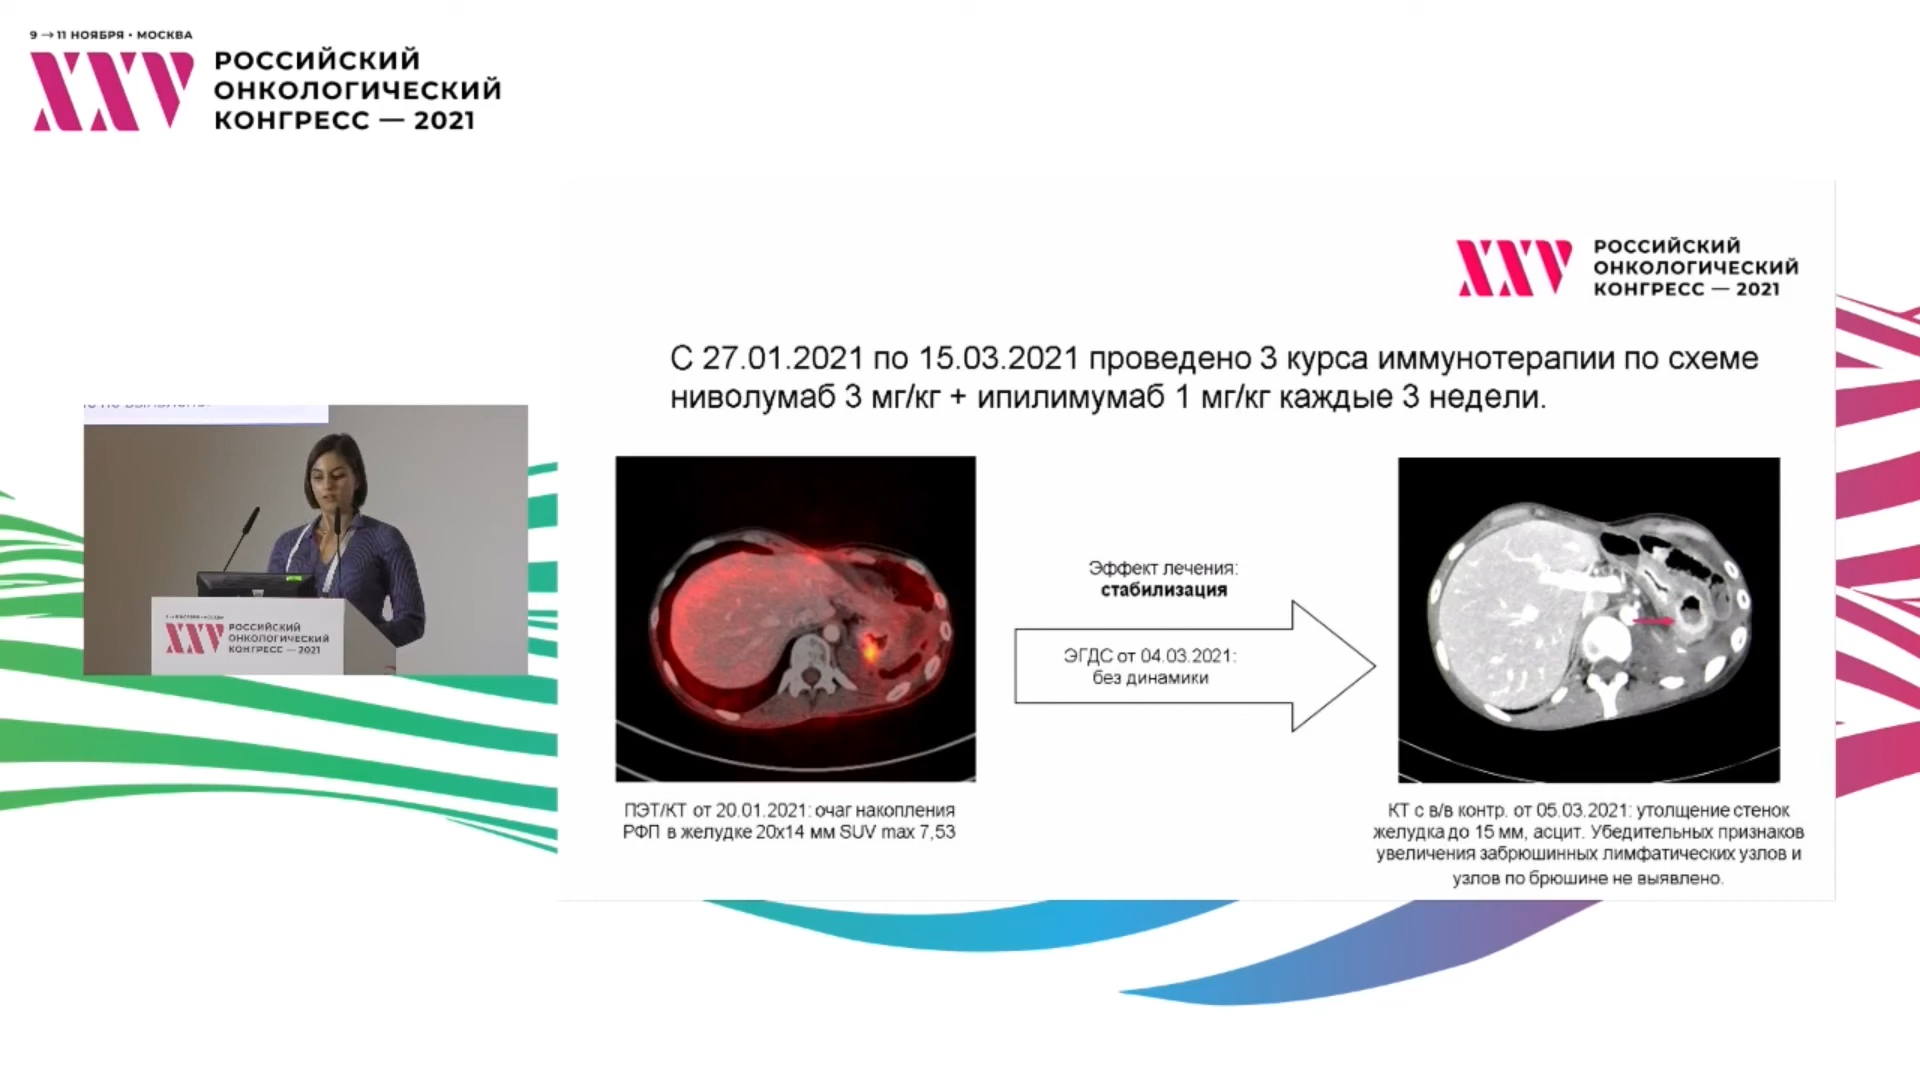 9 → 11 НОЯБРЯ • МОСКВА
XXV
РОССИЙСКИЙ
ОНКОЛОГИЧЕСКИЙ
КОНГРЕСС — 2021
XXV
РОССИЙСКИЙ
ОНКОЛОГИЧЕСКИЙ
КОНГРЕСС — 2021
С 27.01.2021 по 15.03.2021 проведено 3 курса иммунотерапии по схеме
ниволумаб 3 мг/кг + ипилимумаб 1 мг/кг каждые 3 недели.
Эффект лечения:
стабилизация
ЭГДС от 04.03.2021:
без динамики
ПЭТ/КТ от 20.01.2021: очаг накопления
РФП в желудке 20х14 мм SUV max 7,53
КТ с в/в контр. от 05.03.2021: утолщение стенок
желудка до 15 мм, асцит. Убедительных признаков
увеличения забрюшинных лимфатических узлов и
узлов по брюшине не выявлено.
XXV
РОССИЙСКИЙ
ОНКОЛОГИЧЕСКИЙ
КОНГРЕСС — 2021